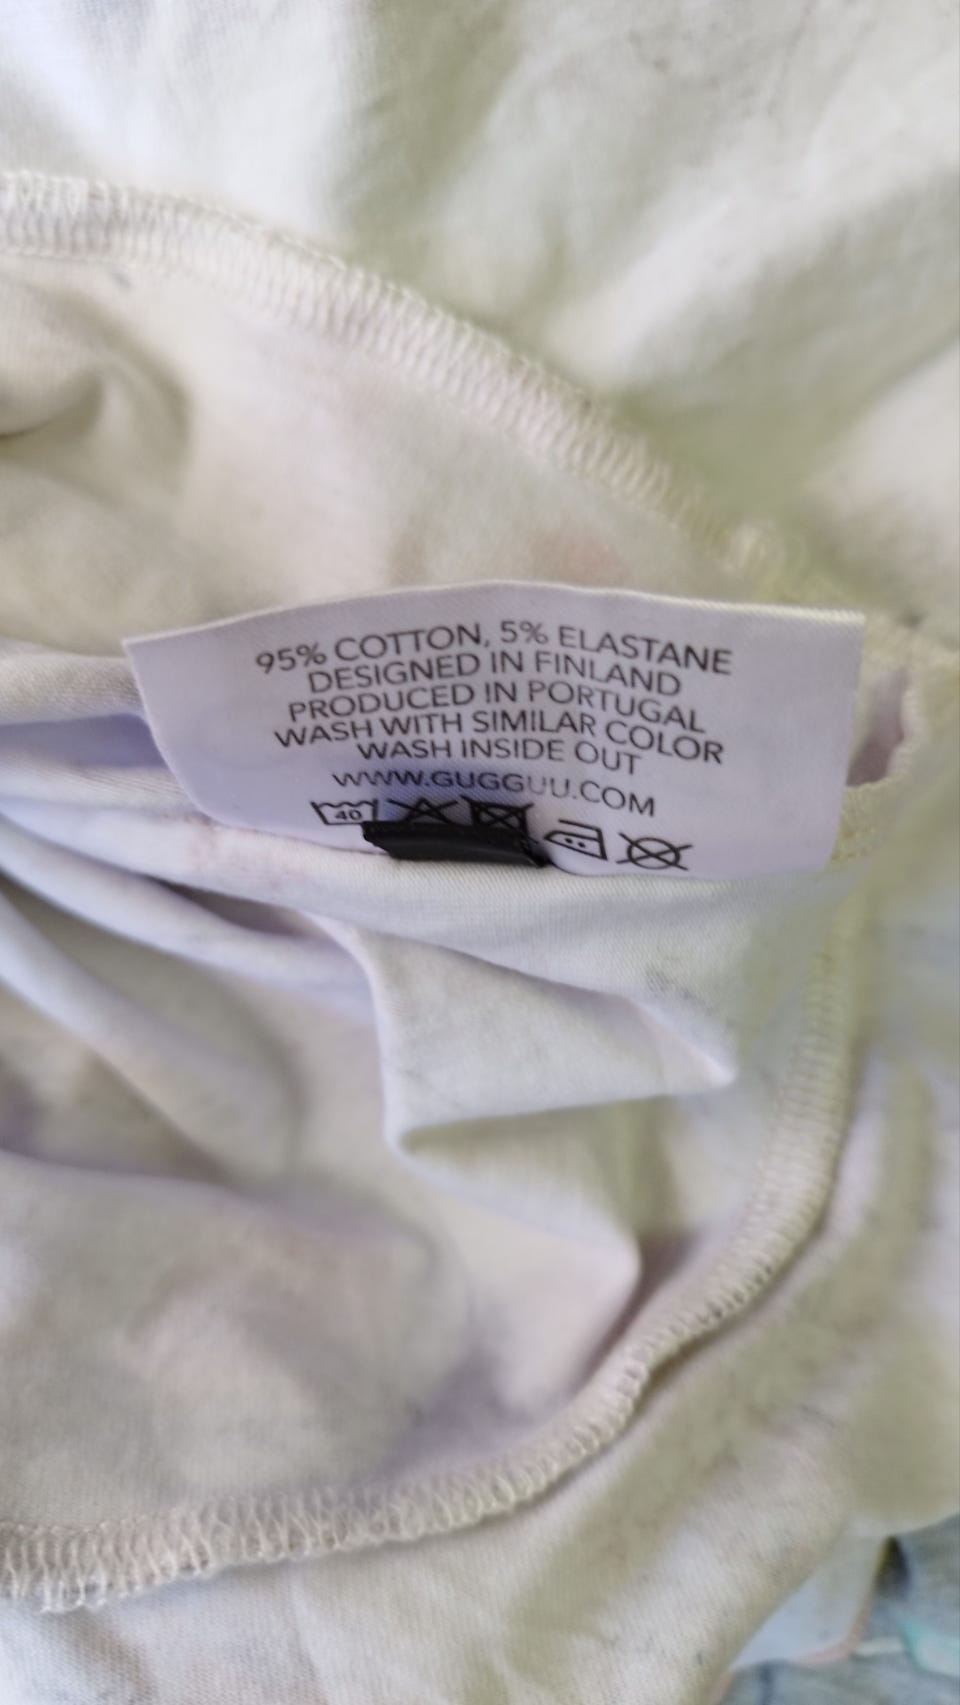 95% COTTON, 5% ELASTANE
DESIGNED IN FINLAND
PRODUCED IN PORTUGAL
WASH WITH SIMILAR COLOR
WASH INSIDE OUT
WWW.GUGGUU.COM
40